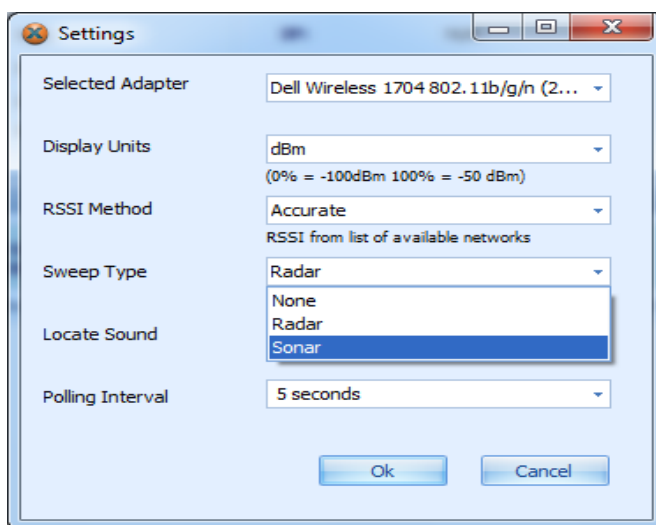 Settings
Selected Adapter
Dell Wireless 1704 802.11b/g/n (2...
Display Units
dBm
(0% = -100dBm 100% = -50 dBm)
RSSI Method
Accurate
RSSI from list of available networks
Sweep Type
Radar
None
Radar
Sonar
Locate Sound
Polling Interval
5 seconds
Ok
Cancel